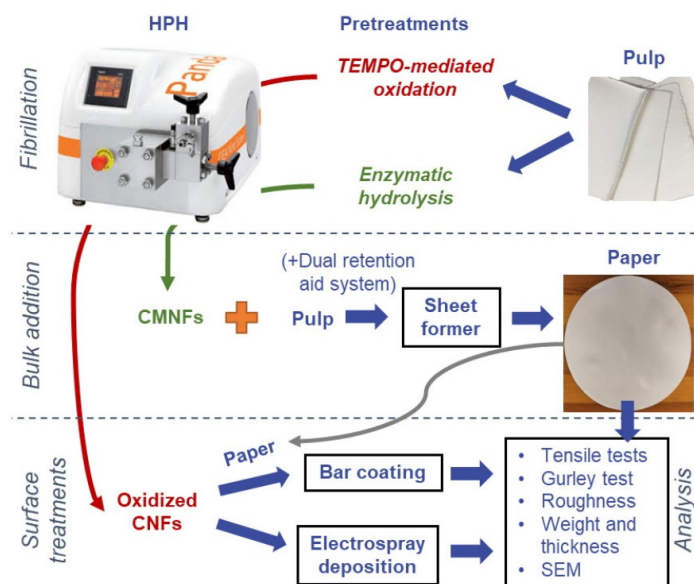 HPH
Pretreatments
Panda
TEMPO-mediated
oxidation
Pulp
Fibrillation
Enzymatic
hydrolysis
Bulk addition
CMNFs
(+Dual retention
aid system)
Pulp
Sheet
former
Paper
Surface
treatments
Oxidized
CNFs
Paper
Bar coating
Electrospray
deposition
• Tensile tests
• Gurley test
• Roughness
• Weight and
thickness
• SEM
Analysis